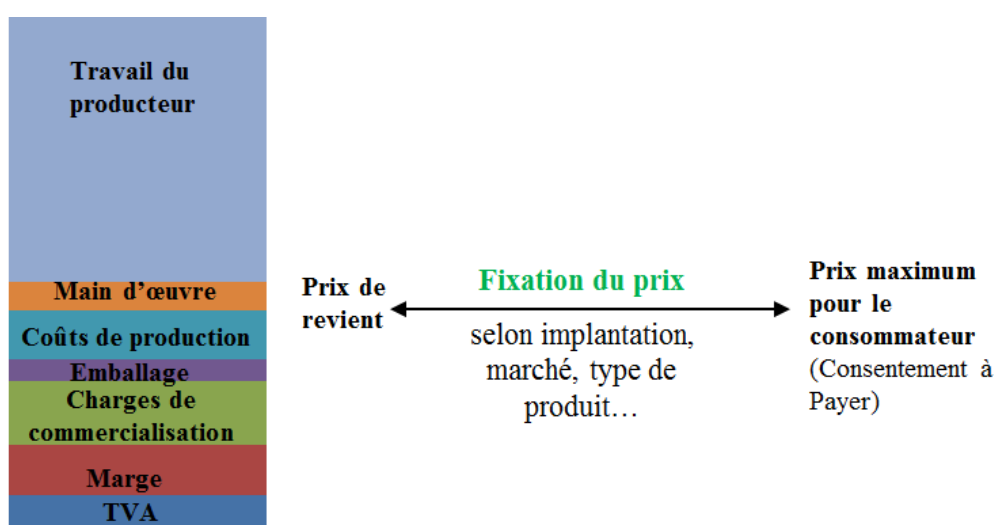 Travail du
producteur
Main d’œuvre
Coûts de production
Emballage
Charges de
commercialisation
Marge
TVA
Prix de
revient
Fixation du prix
selon implantation,
marché, type de
produit…
Prix maximum
pour le
consommateur
(Consentement à
Payer)